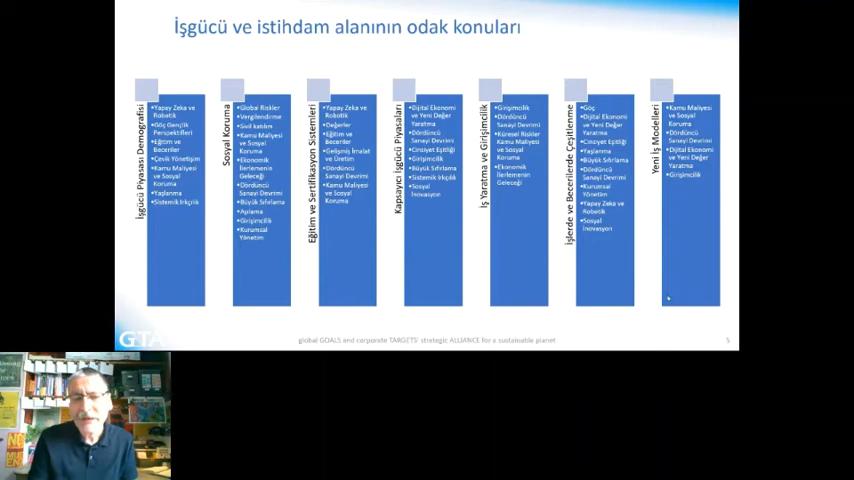 İşgücü ve istihdam alanının odak konuları
İşgücü Piyasası Demografisi
•Yapay Zeka ve
Robotik
•Göç Gençlik
Perspektifleri
•Eğitim ve
Beceriler
•Çevik Yönetişim
•Kamu Maliyesi
ve Sosyal
Koruma
•Yaşlanma
•Sistemik Irkçılık
Sosyal Koruma
•Global Riskler
•Vergilendirme
•Sivil katılım
•Kamu Maliyesi
ve Sosyal
Koruma
•Ekonomik
İlerlemenin
Geleceği
•Dördüncü
Sanayi Devrimi
•Büyük Sıfırlama
•Aşılama
•Girişimcilik
•Kurumsal
Yönetim
Eğitim ve Sertifikasyon Sistemleri
•Yapay Zeka ve
Robotik
•Değerler
•Eğitim ve
Beceriler
•Gelişmiş İmalat
ve Üretim
•Dördüncü
Sanayi Devrimi
•Kamu Maliyesi
ve Sosyal
Koruma
Kapsayıcı İşgücü Piyasaları
•Dijital Ekonomi
ve Yeni Değer
Yaratma
•Dördüncü
Sanayi Devrimi
•Cinsiyet Eşitliği
•Girişimcilik
•Büyük Sıfırlama
•Sistemik Irkçılık
•Sosyal
İnovasyon
İş Yaratma ve Girişimcilik
•Girişimcilik
•Dördüncü
Sanayi Devrimi
•Küresel Riskler
Kamu Maliyesi
ve Sosyal
Koruma
•Ekonomik
İlerlemenin
Geleceği
İşlerde ve Becerilerde Çeşitlenme
•Göç
•Dijital Ekonomi
ve Yeni Değer
Yaratma
•Cinsiyet Eşitliği
•Yaşlanma
•Büyük Sıfırlama
•Dördüncü
Sanayi Devrimi
•Kurumsal
Yönetim
•Yapay Zeka ve
Robotik
•Sosyal
İnovasyon
Yeni İş Modelleri
•Kamu Maliyesi
ve Sosyal
Koruma
•Dördüncü
Sanayi Devrimi
•Dijital Ekonomi
ve Yeni Değer
Yaratma
•Girişimcilik
GTA
global GOALS and corporate TARGETS' strategic ALLIANCE for a sustainable planet
5